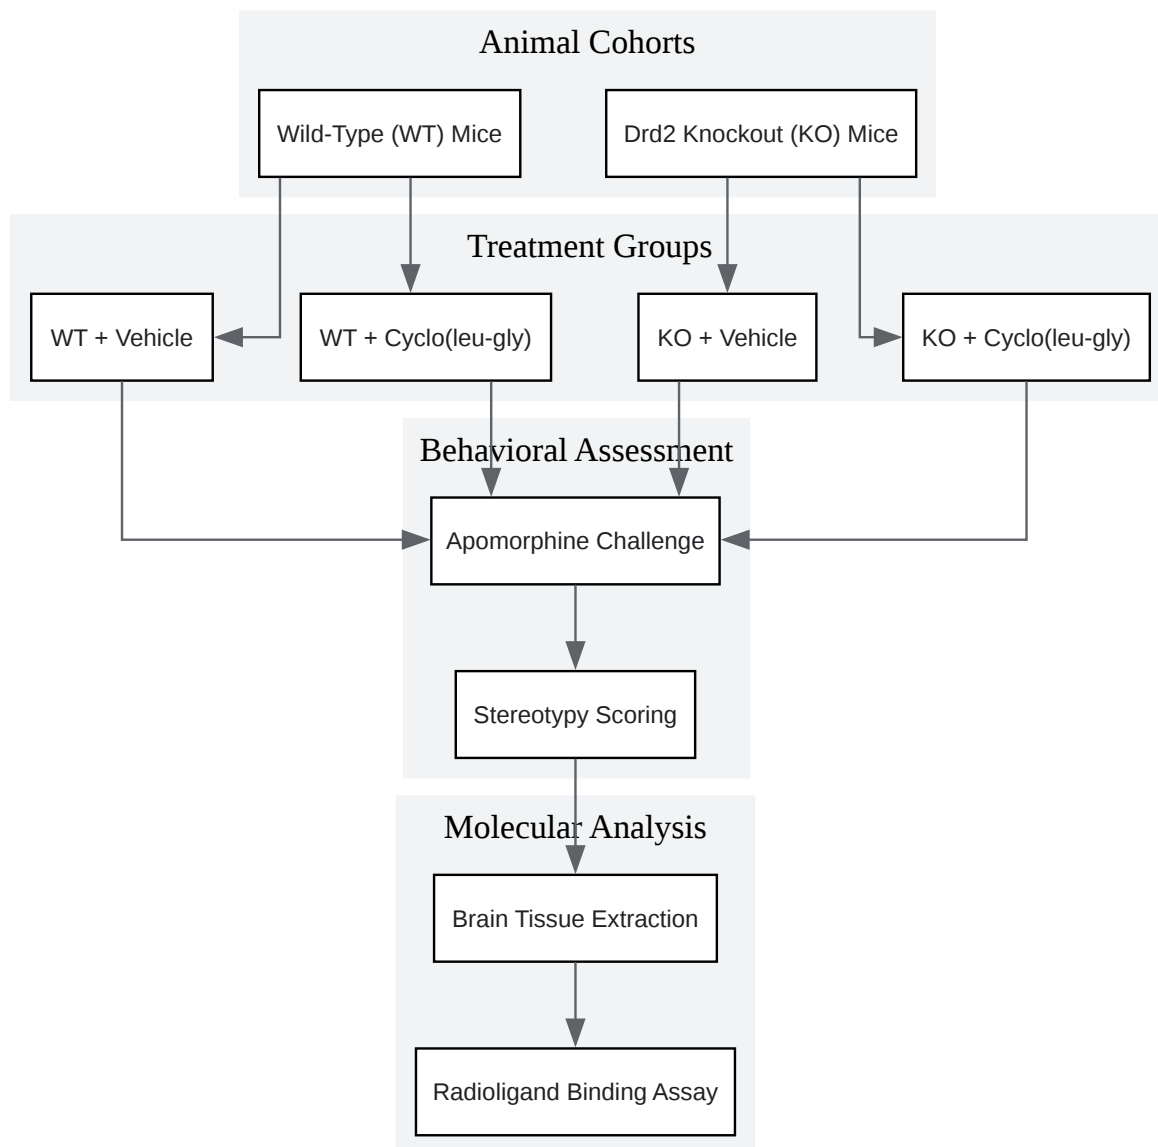 Animal Cohorts
Wild-Type (WT) Mice
Drd2 Knockout (KO) Mice
Treatment Groups
WT + Vehicle
WT + Cyclo(leu-gly)
KO + Vehicle
KO + Cyclo(leu-gly)
Behavioral Assessment
Apomorphine Challenge
Stereotypy Scoring
Molecular Analysis
Brain Tissue Extraction
Radioligand Binding Assay